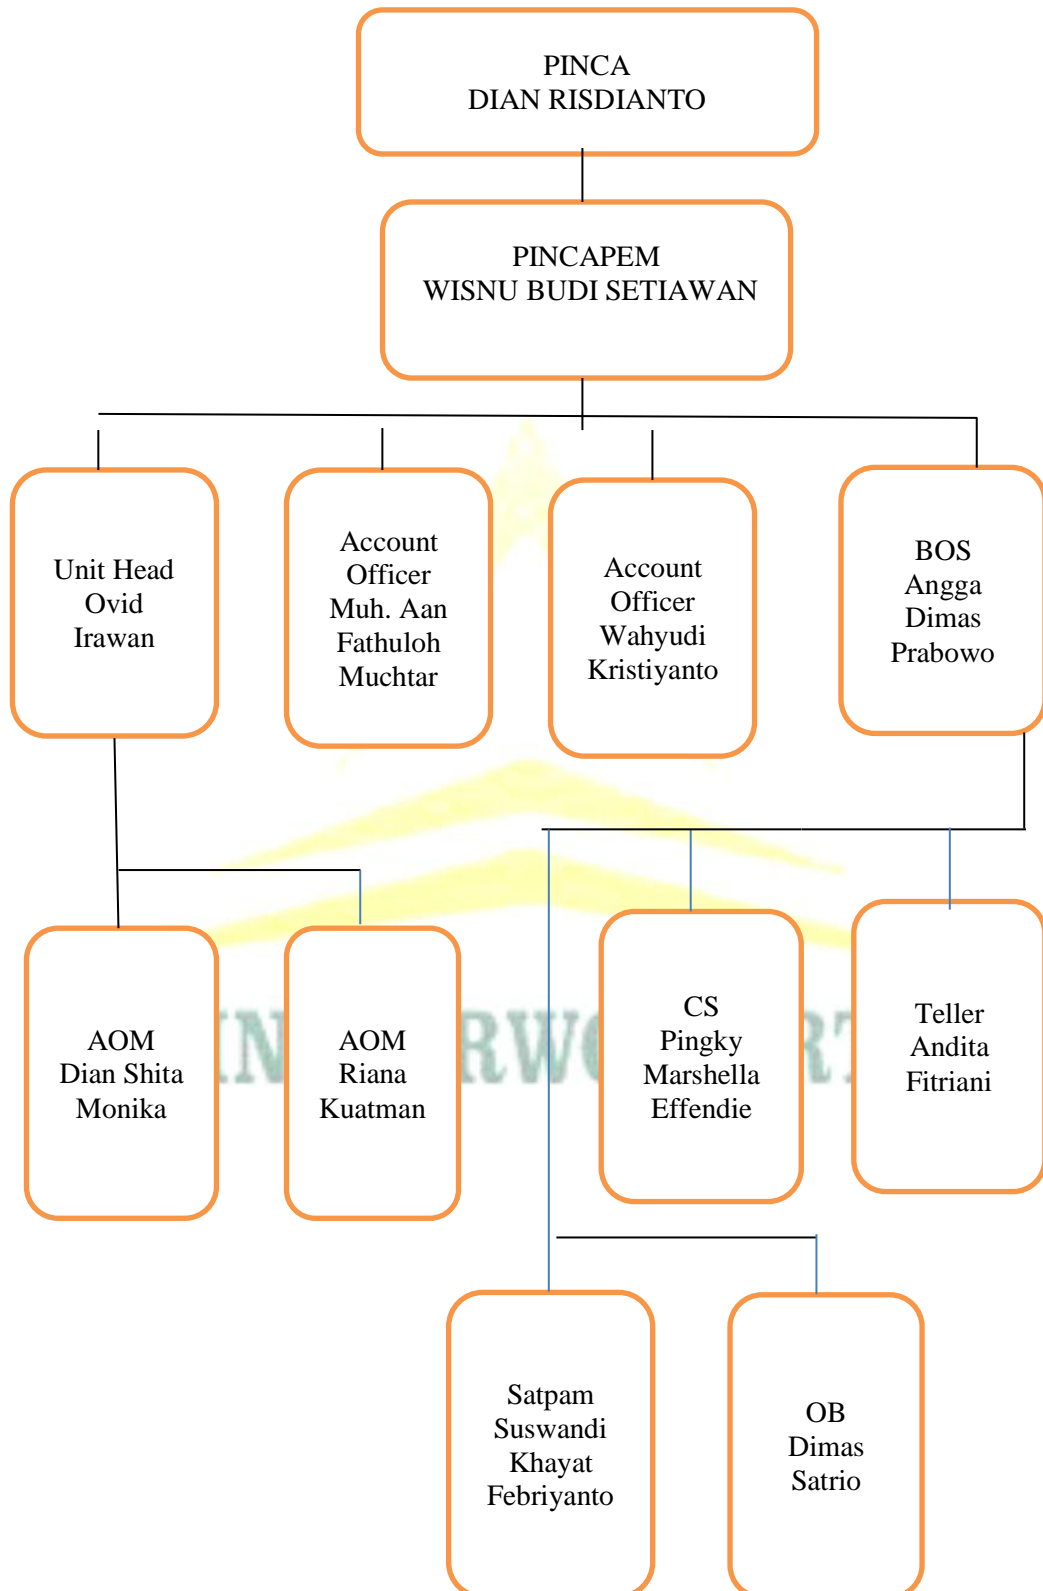 PINCA
DIAN RISDIANTO
PINCAPEM
WISNU BUDI SETIAWAN
Unit Head
Ovid
Irawan
Account
Officer
Muh. Aan
Fathuloh
Muchtar
Account
Officer
Wahyudi
Kristiyanto
BOS
Angga
Dimas
Prabowo
AOM
Dian Shita
Monika
AOM
Riana
Kuatman
CS
Pingky
Marshella
Effendie
Teller
Andita
Fitriani
Satpam
Suswandi
Khayat
Febriyanto
OB
Dimas
Satrio